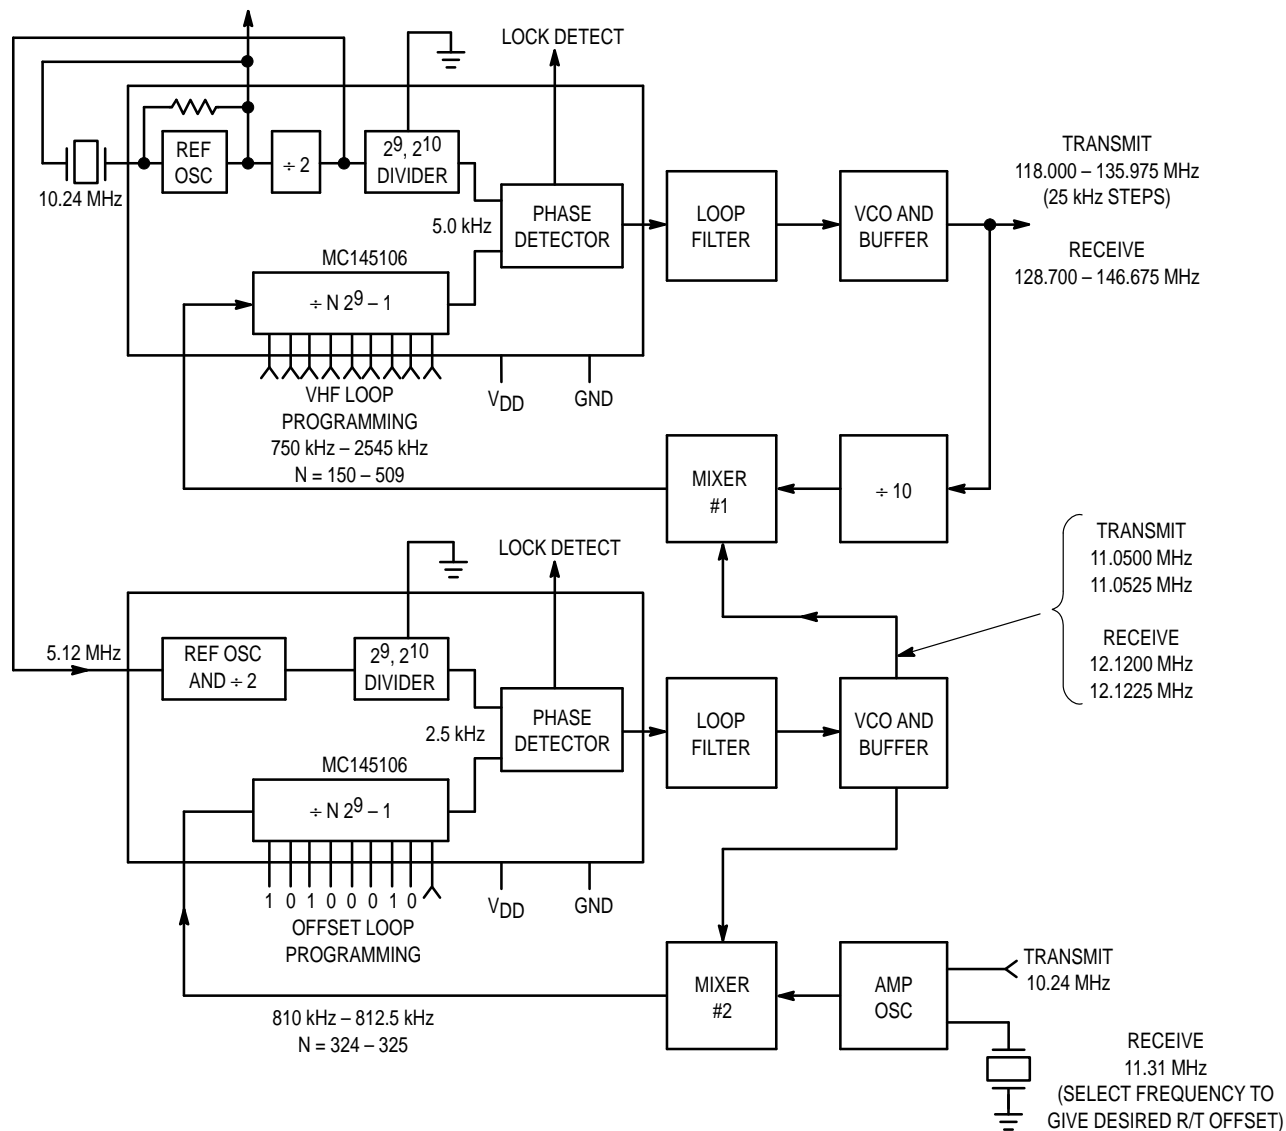 LOCK DETECT
REF
OSC
÷ 2
2⁹, 2¹⁰
DIVIDER
10.24 MHz
5.0 kHz
PHASE
DETECTOR
LOOP
FILTER
VCO AND
BUFFER
TRANSMIT
118.000 – 135.975 MHz
(25 kHz STEPS)
RECEIVE
128.700 – 146.675 MHz
MC145106
÷ N 2⁹ – 1
VHF LOOP
PROGRAMMING
750 kHz – 2545 kHz
N = 150 – 509
V_DD
GND
MIXER
#1
÷ 10
TRANSMIT
11.0500 MHz
11.0525 MHz
RECEIVE
12.1200 MHz
12.1225 MHz
LOCK DETECT
5.12 MHz
REF OSC
AND ÷ 2
2⁹, 2¹⁰
DIVIDER
2.5 kHz
PHASE
DETECTOR
LOOP
FILTER
VCO AND
BUFFER
MC145106
÷ N 2⁹ – 1
1 0 1 0 0 0 1 0
OFFSET LOOP
PROGRAMMING
V_DD
GND
810 kHz – 812.5 kHz
N = 324 – 325
MIXER
#2
AMP
OSC
TRANSMIT
10.24 MHz
RECEIVE
11.31 MHz
(SELECT FREQUENCY TO
GIVE DESIRED R/T OFFSET)